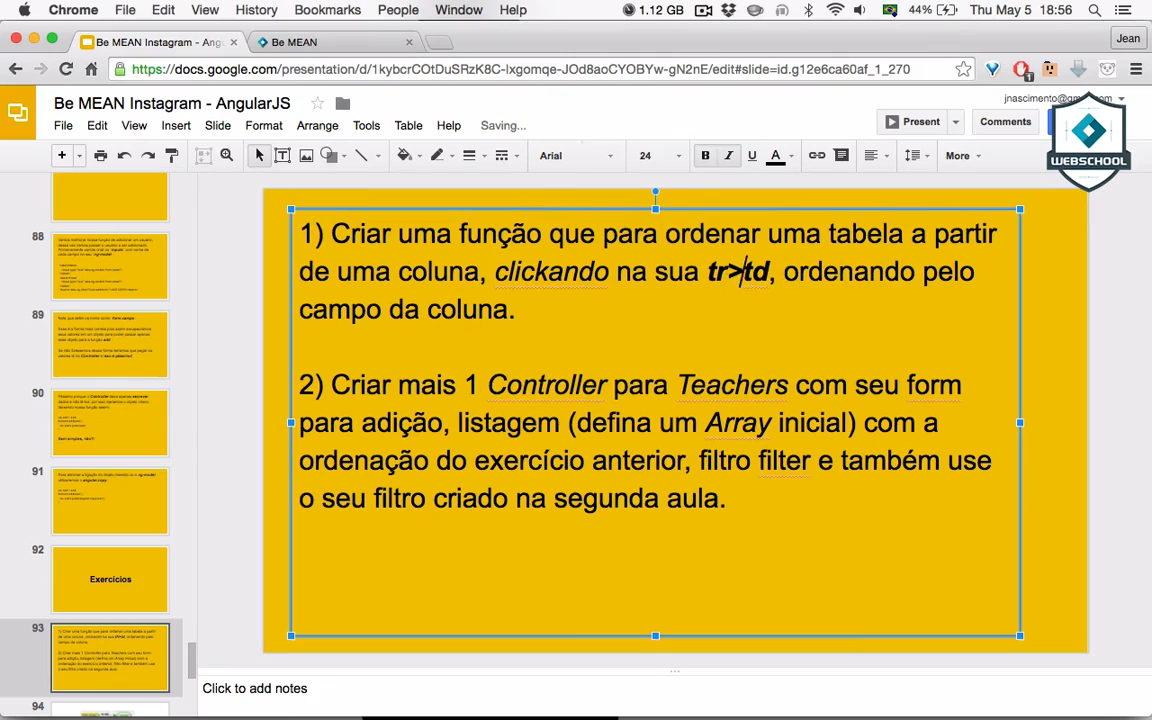 Chrome File Edit View History Bookmarks People Window Help 1.12 GB 44% Thu May 5 18:56
Be MEAN Instagram - Ang
Be MEAN
Jean
https://docs.google.com/presentation/d/1kybcrCOtDuSRzK8C-lxgomqe-JOd8aoCYOBYw-gN2nE/edit#slide=id.g12e6ca60af_1_270
Be MEAN Instagram - AngularJS
jnascimento@gm
File Edit View Insert Slide Format Arrange Tools Table Help Saving...
Present
Comments
WEBSCHOOL
Arial 24 B I U A More
88
89
90
91
92
Exercícios
93
94
1) Criar uma função que para ordenar uma tabela a partir
de uma coluna, clickando na sua tr>td, ordenando pelo
campo da coluna.
2) Criar mais 1 Controller para Teachers com seu form
para adição, listagem (defina um Array inicial) com a
ordenação do exercício anterior, filtro filter e também use
o seu filtro criado na segunda aula.
Click to add notes